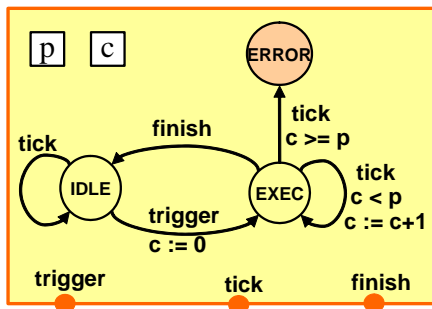 p c
ERROR
tick
c >= p
finish
tick
IDLE
EXEC
tick
c < p
c := c+1
trigger
c := 0
trigger tick finish